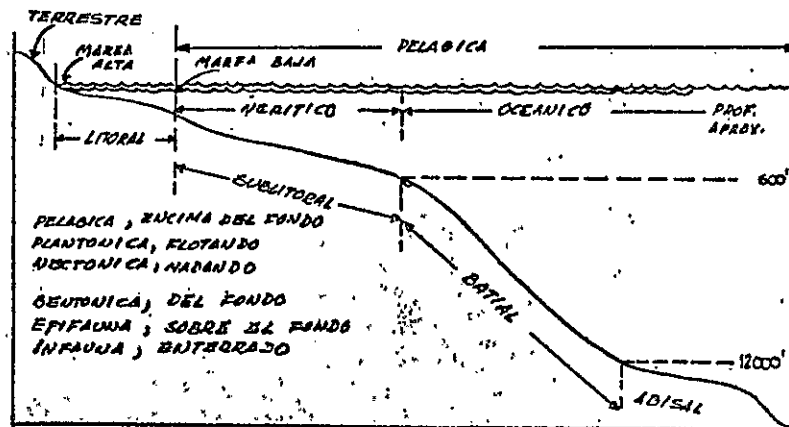 TERRESTRE
PELAGICA
MAREA
ALTA
MAREA BAJA
NERITICO
OCEANICO
PROF.
APROX.
LITORAL
600'
SUBLITORAL
PELAGICA, ENCIMA DEL FONDO
PLANTONICA, FLOTANDO
NECTONICA, NADANDO
BENTONICA, DEL FONDO
EPIFAUNA, SOBRE EL FONDO
INFAUNA, ENTERRADO
BATIAL
12000'
ABISAL